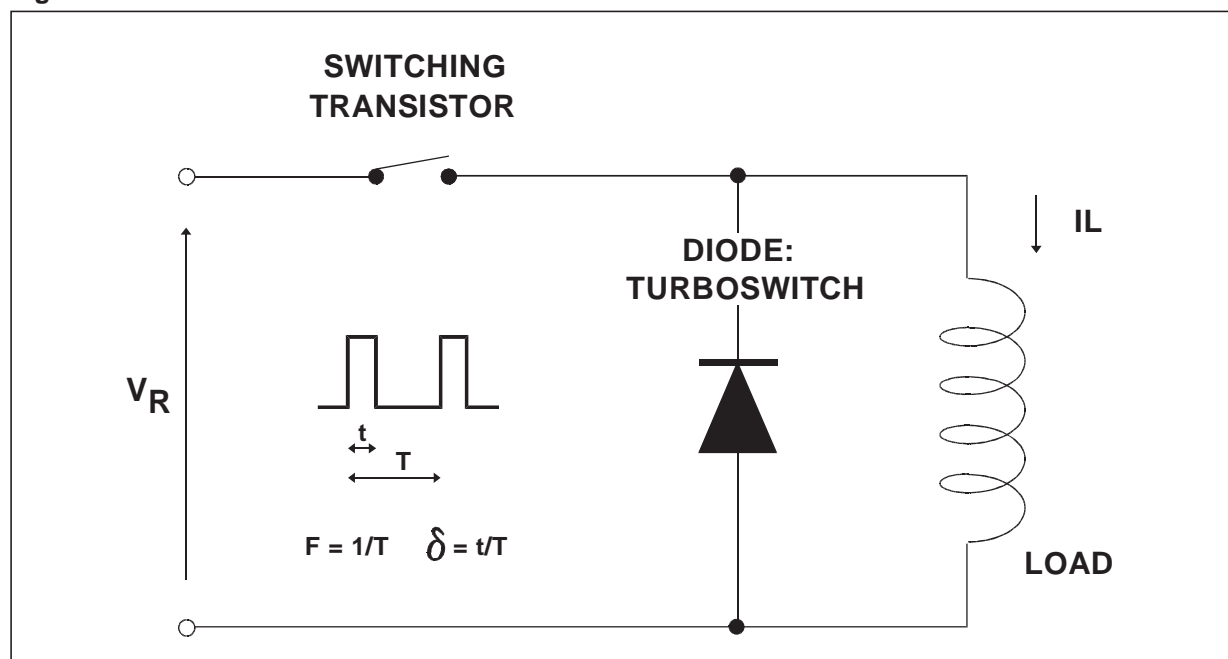 SWITCHING
TRANSISTOR
IL
DIODE:
TURBOSWITCH
VR
t
T
F = 1/T δ = t/T
LOAD